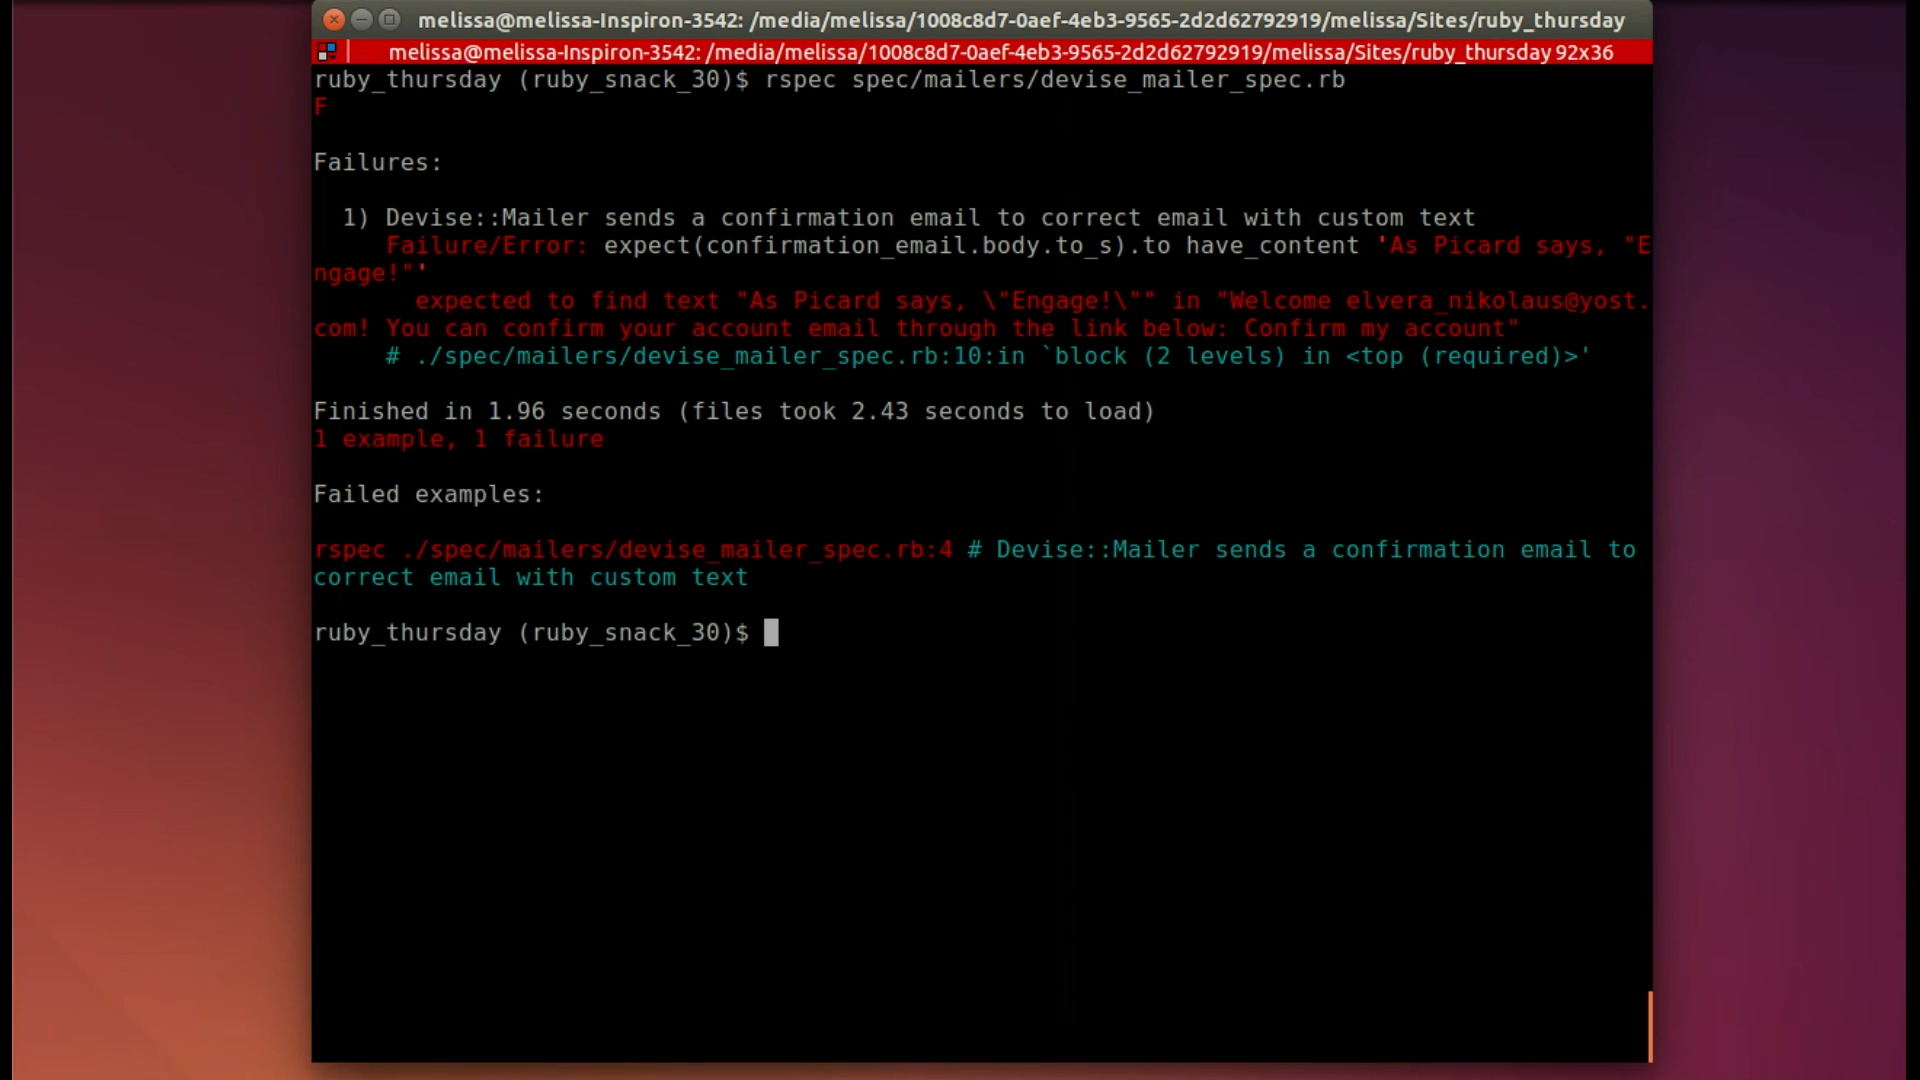 melissa@melissa-Inspiron-3542: /media/melissa/1008c8d7-0aef-4eb3-9565-2d2d62792919/melissa/Sites/ruby_thursday
melissa@melissa-Inspiron-3542: /media/melissa/1008c8d7-0aef-4eb3-9565-2d2d62792919/melissa/Sites/ruby_thursday 92x36
ruby_thursday (ruby_snack_30)$ rspec spec/mailers/devise_mailer_spec.rb
F
Failures:
1) Devise::Mailer sends a confirmation email to correct email with custom text
Failure/Error: expect(confirmation_email.body.to_s).to have_content 'As Picard says, "E
ngage!"'
expected to find text "As Picard says, \"Engage!\"" in "Welcome elvera_nikolaus@yost.
com! You can confirm your account email through the link below: Confirm my account"
# ./spec/mailers/devise_mailer_spec.rb:10:in `block (2 levels) in <top (required)>'
Finished in 1.96 seconds (files took 2.43 seconds to load)
1 example, 1 failure
Failed examples:
rspec ./spec/mailers/devise_mailer_spec.rb:4 # Devise::Mailer sends a confirmation email to
correct email with custom text
ruby_thursday (ruby_snack_30)$